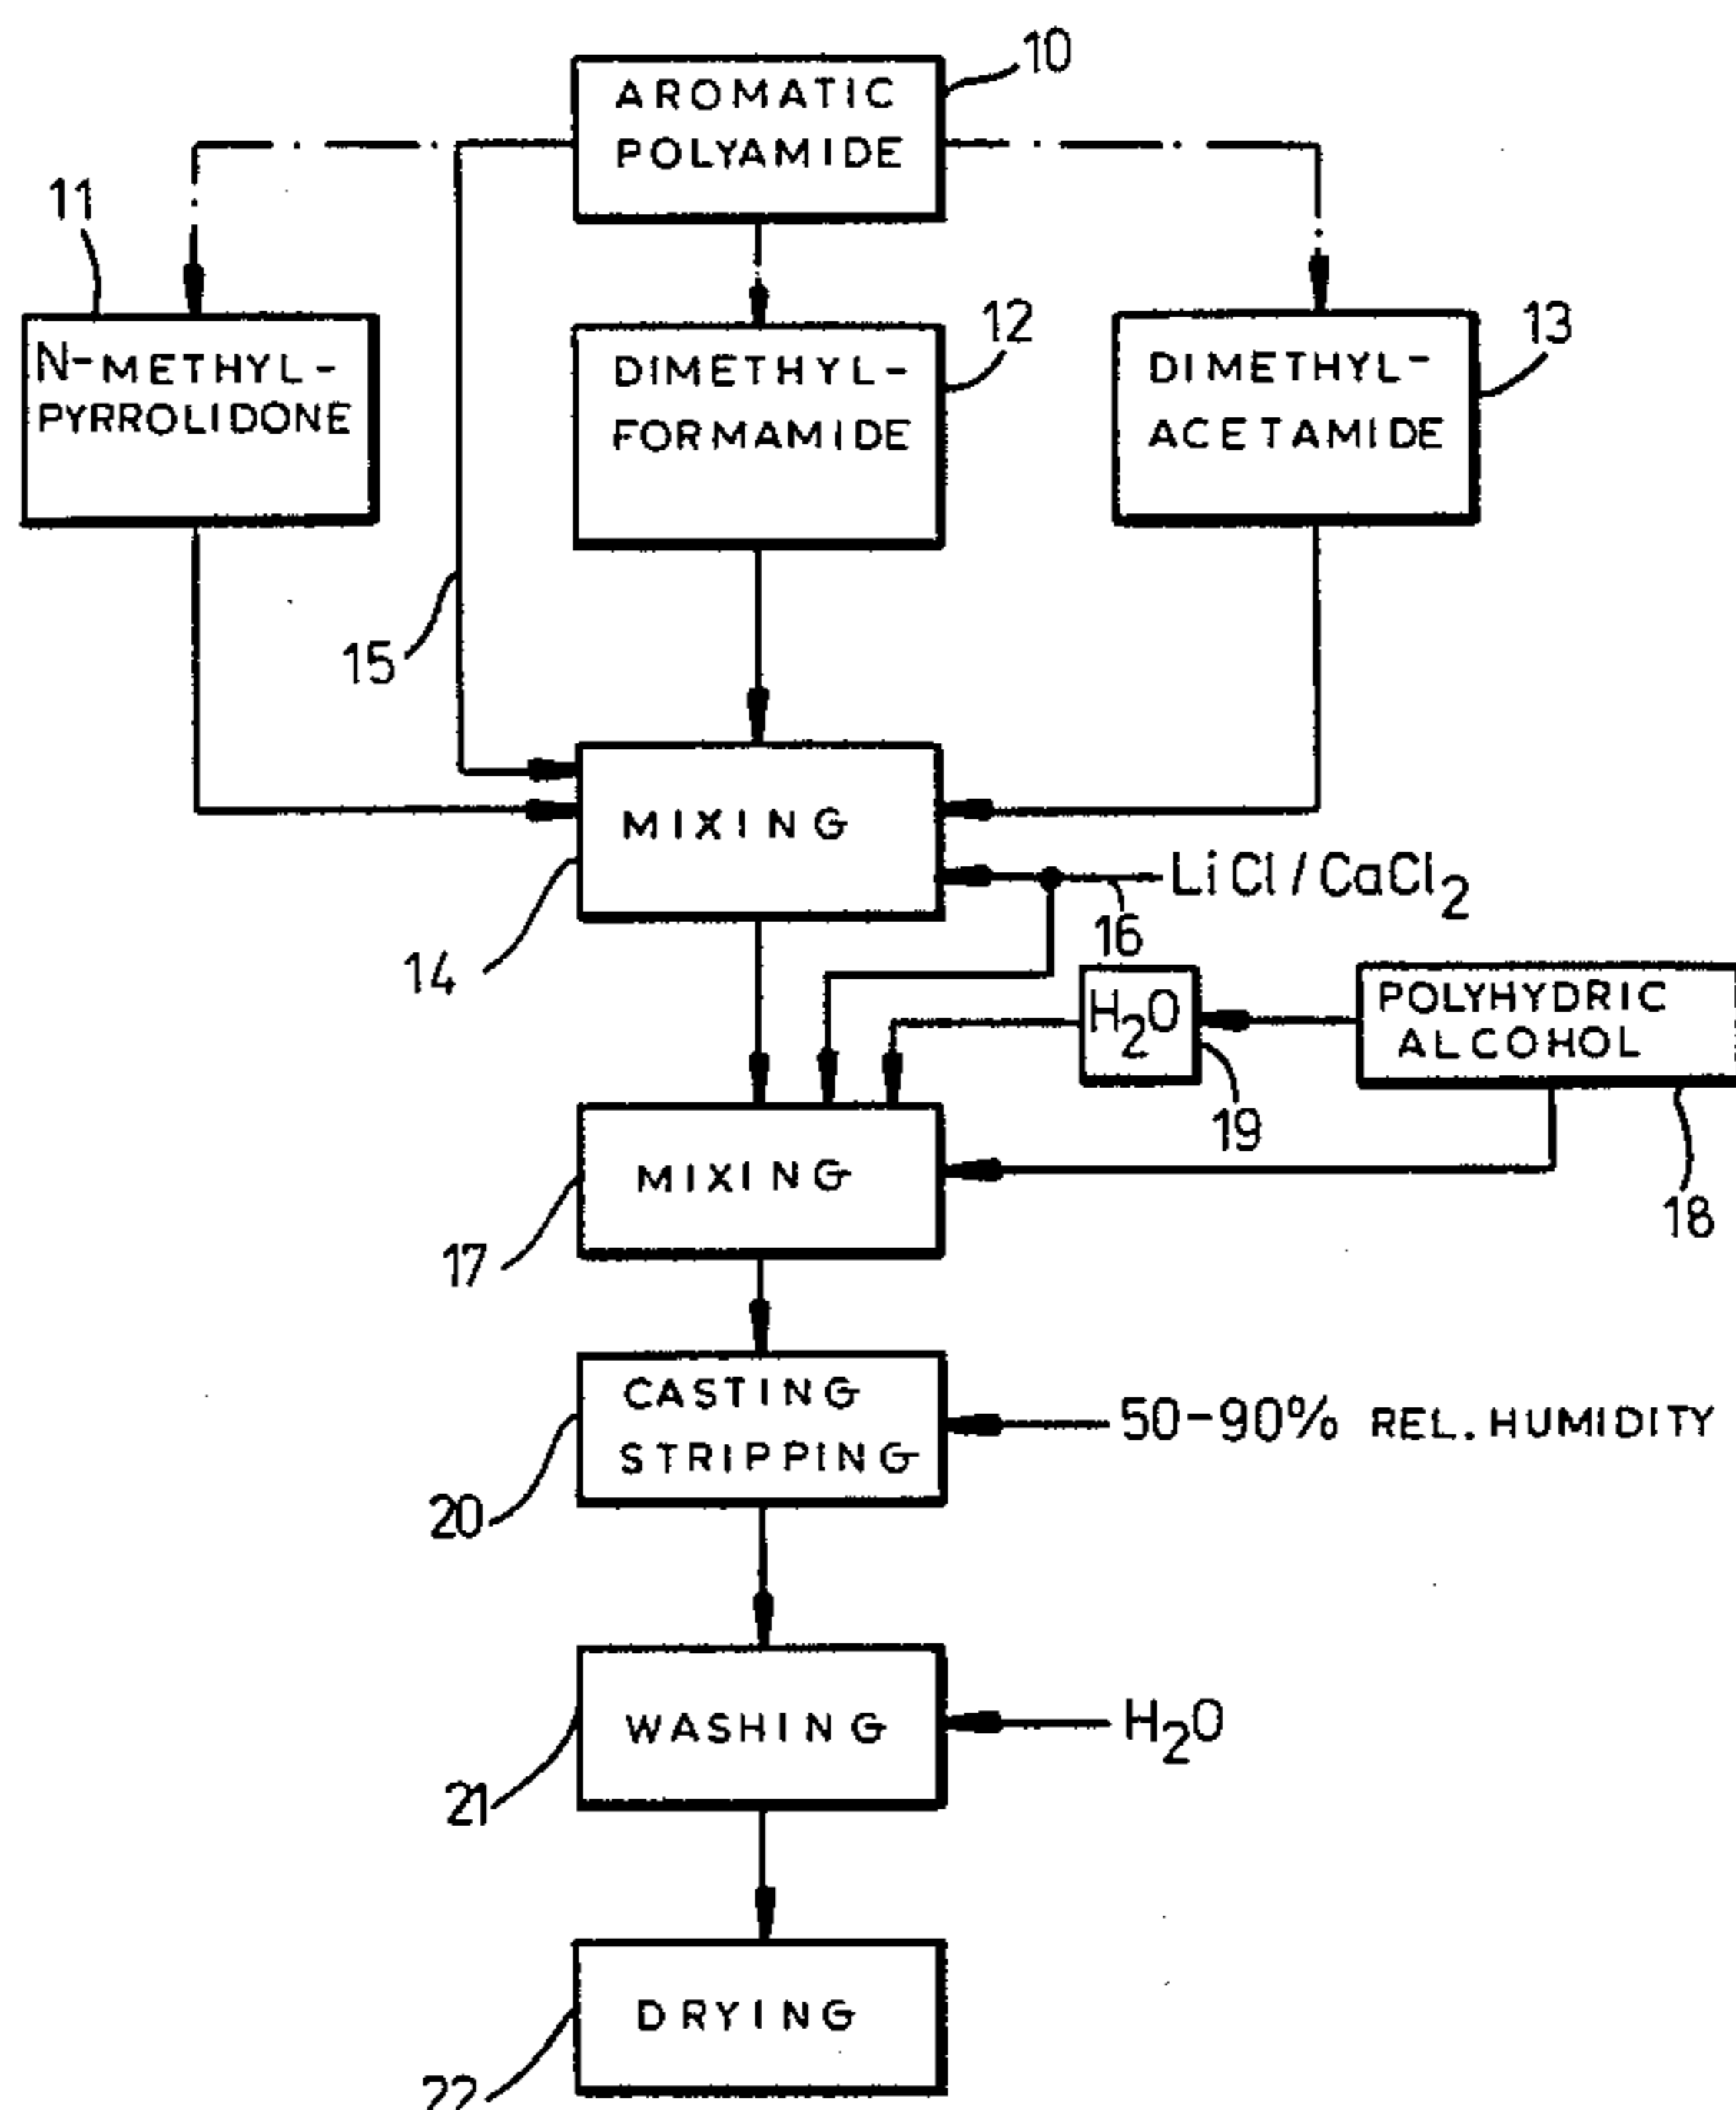 10
AROMATIC
POLYAMIDE
11
N-METHYL-
PYRROLIDONE
12
DIMETHYL-
FORMAMIDE
13
DIMETHYL-
ACETAMIDE
15
MIXING
14
LiCl/CaCl2
16
H2O
19
POLYHYDRIC
ALCOHOL
18
MIXING
17
CASTING
STRIPPING
20
50-90% REL. HUMIDITY
WASHING
21
H2O
DRYING
22